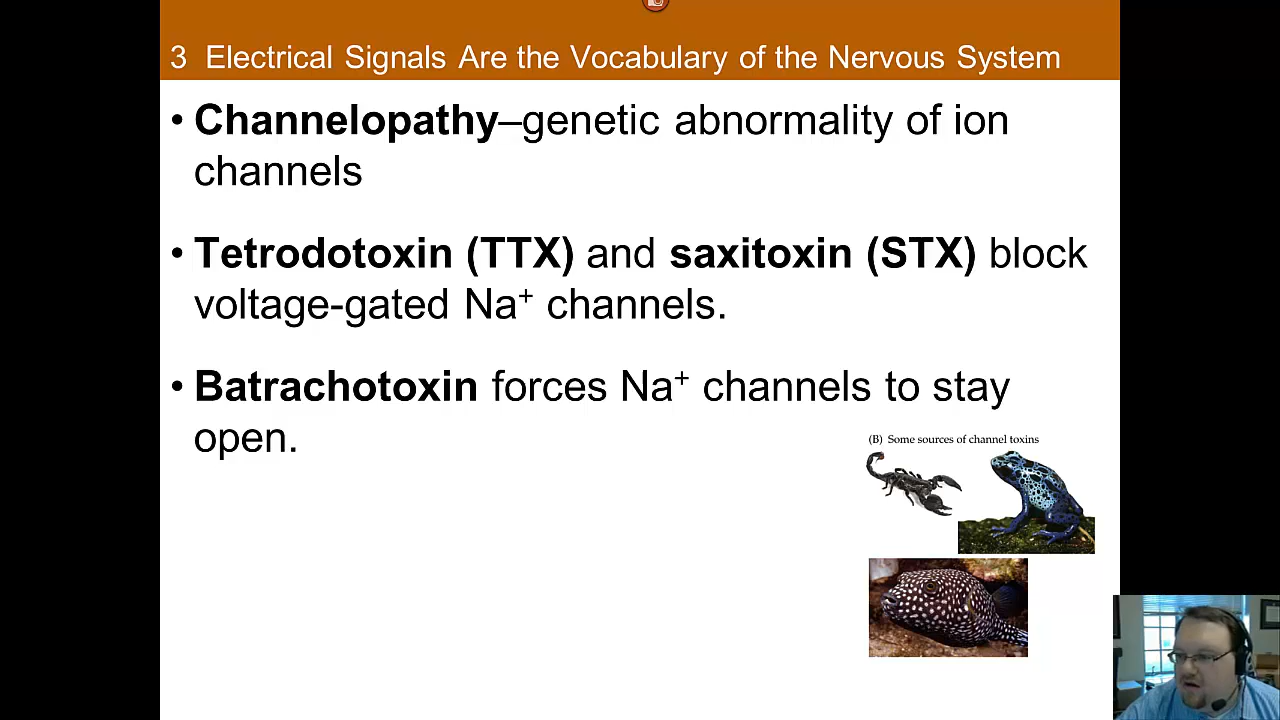 3 Electrical Signals Are the Vocabulary of the Nervous System
• Channelopathy–genetic abnormality of ion
channels
• Tetrodotoxin (TTX) and saxitoxin (STX) block
voltage-gated Na⁺ channels.
• Batrachotoxin forces Na⁺ channels to stay
open.
(B) Some sources of channel toxins